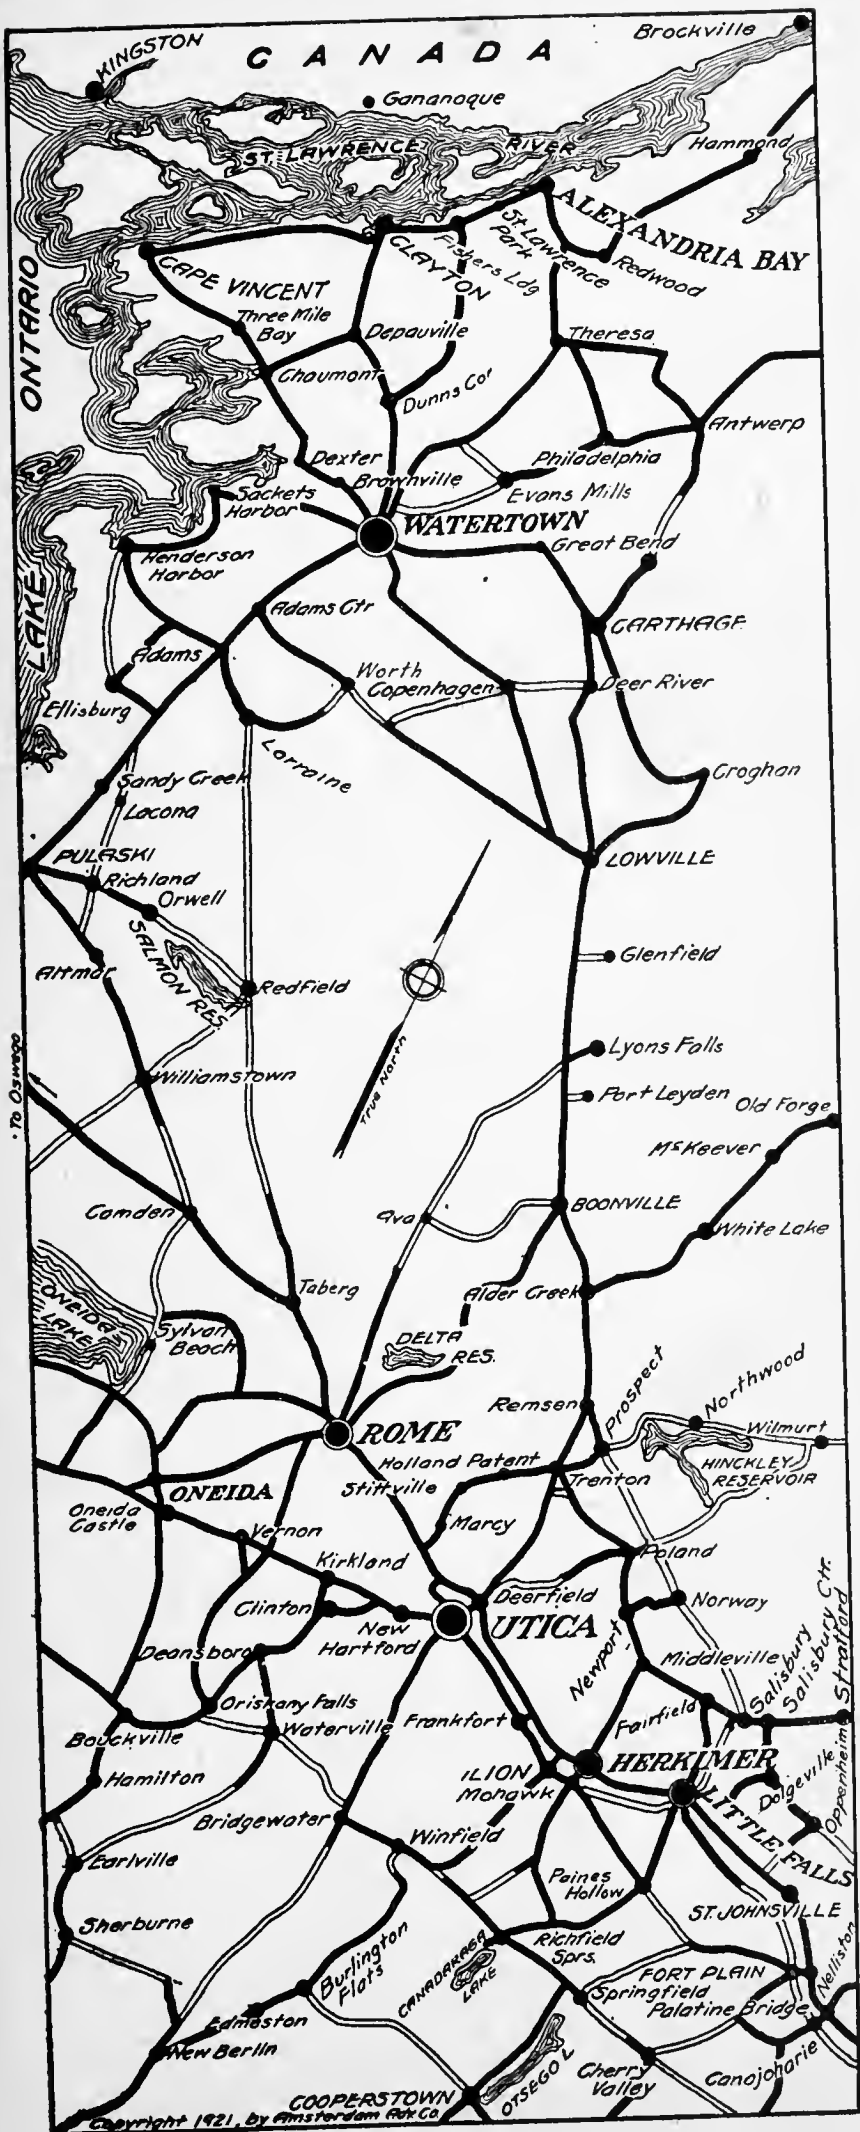 CANADA
KINGSTON
Brockville
Gananoque
ST. LAWRENCE RIVER
Hammond
ALEXANDRIA BAY
St Lawrence
Park
Redwood
Fishers Ldg
CLAYTON
CAPE VINCENT
Three Mile
Bay
Depauville
Theresa
Chaumont
Dunns Cor
ONTARIO
LAKE
Antwerp
Dexter
Philadelphia
Brownville
Evans Mills
Sackets
Harbor
WATERTOWN
Great Bend
Henderson
Harbor
Adams Ctr
CARTHAGE
Adams
Worth
Copenhagen
Deer River
Ellisburg
Lorraine
Croghan
Sandy Creek
Lacona
PULASKI
LOWVILLE
Richland
Orwell
SALMON RES.
Glenfield
Altmar
Redfield
True North
Lyons Falls
To Oswego
Williamstown
Port Leyden
Old Forge
McKeever
Camden
Ava
BOONVILLE
White Lake
Taberg
Alder Creek
ONEIDA
LAKE
Sylvan
Beach
DELTA
RES.
Remsen
Prospect
Northwood
Wilmurt
ROME
Holland Patent
HINCKLEY
RESERVOIR
Stittville
Trenton
ONEIDA
Oneida
Castle
Vernon
Marcy
Kirkland
Poland
Clinton
New
Hartford
Deerfield
UTICA
Norway
Newport
Deansboro
Middleville
Salisbury
Salisbury Ctr.
Stratford
Oriskany Falls
Fairfield
Bouckville
Waterville
Frankfort
Hamilton
ILION
Mohawk
HERKIMER
Dolgeville
Oppenheim
LITTLE FALLS
Bridgewater
Winfield
Earlville
Paines
Hollow
ST. JOHNSVILLE
Sherburne
Richfield
Sprs.
Burlington
Flats
CANADARAGA
LAKE
FORT PLAIN
Nelliston
Springfield
Palatine Bridge
Edmeston
New Berlin
Cherry
Valley
Canajoharie
COOPERSTOWN
OTSEGO L
Copyright 1921, by Amsterdam Adv. Co.